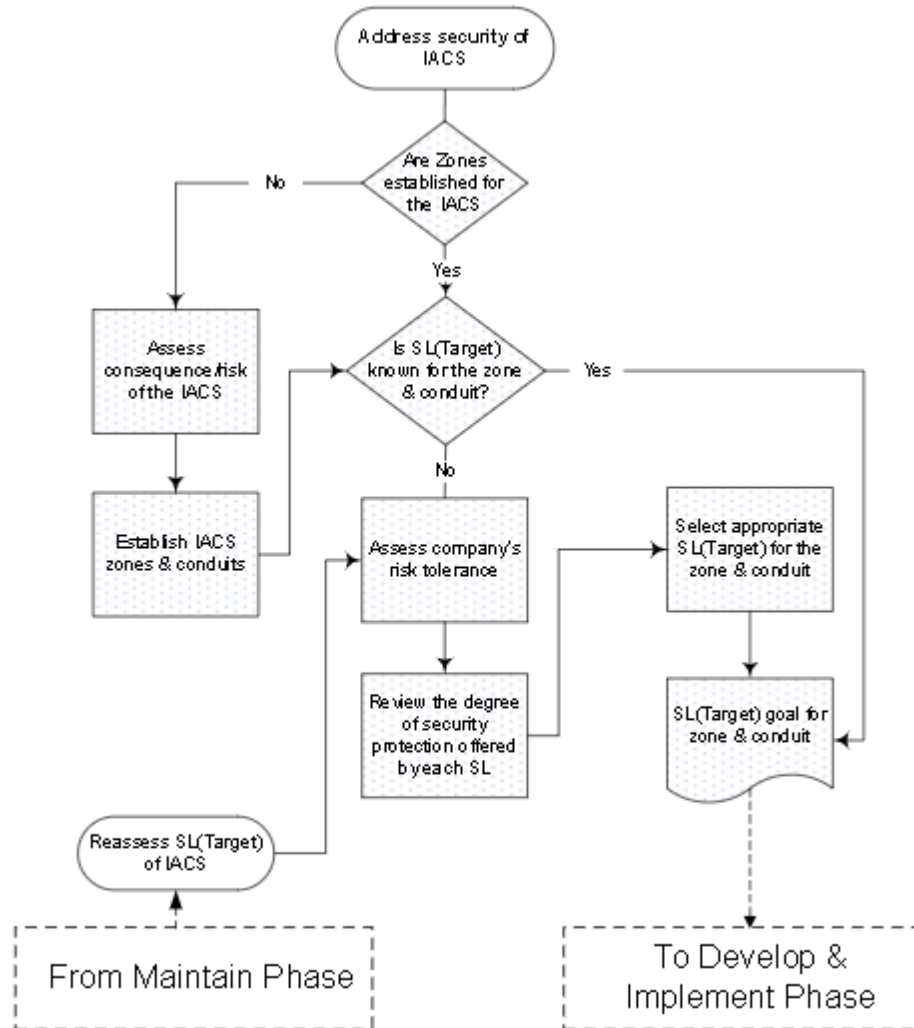 Address security of
IACS
Are Zones
established for
the IACS
No
Yes
Assess
consequence/risk
of the IACS
Is SL(Target)
known for the zone
& conduit?
Yes
No
Establish IACS
zones & conduits
Assess company's
risk tolerance
Select appropriate
SL(Target) for the
zone & conduit
Review the degree
of security
protection offered
by each SL
SL(Target) goal for
zone & conduit
Reassess SL(Target)
of IACS
From Maintain Phase
To Develop &
Implement Phase